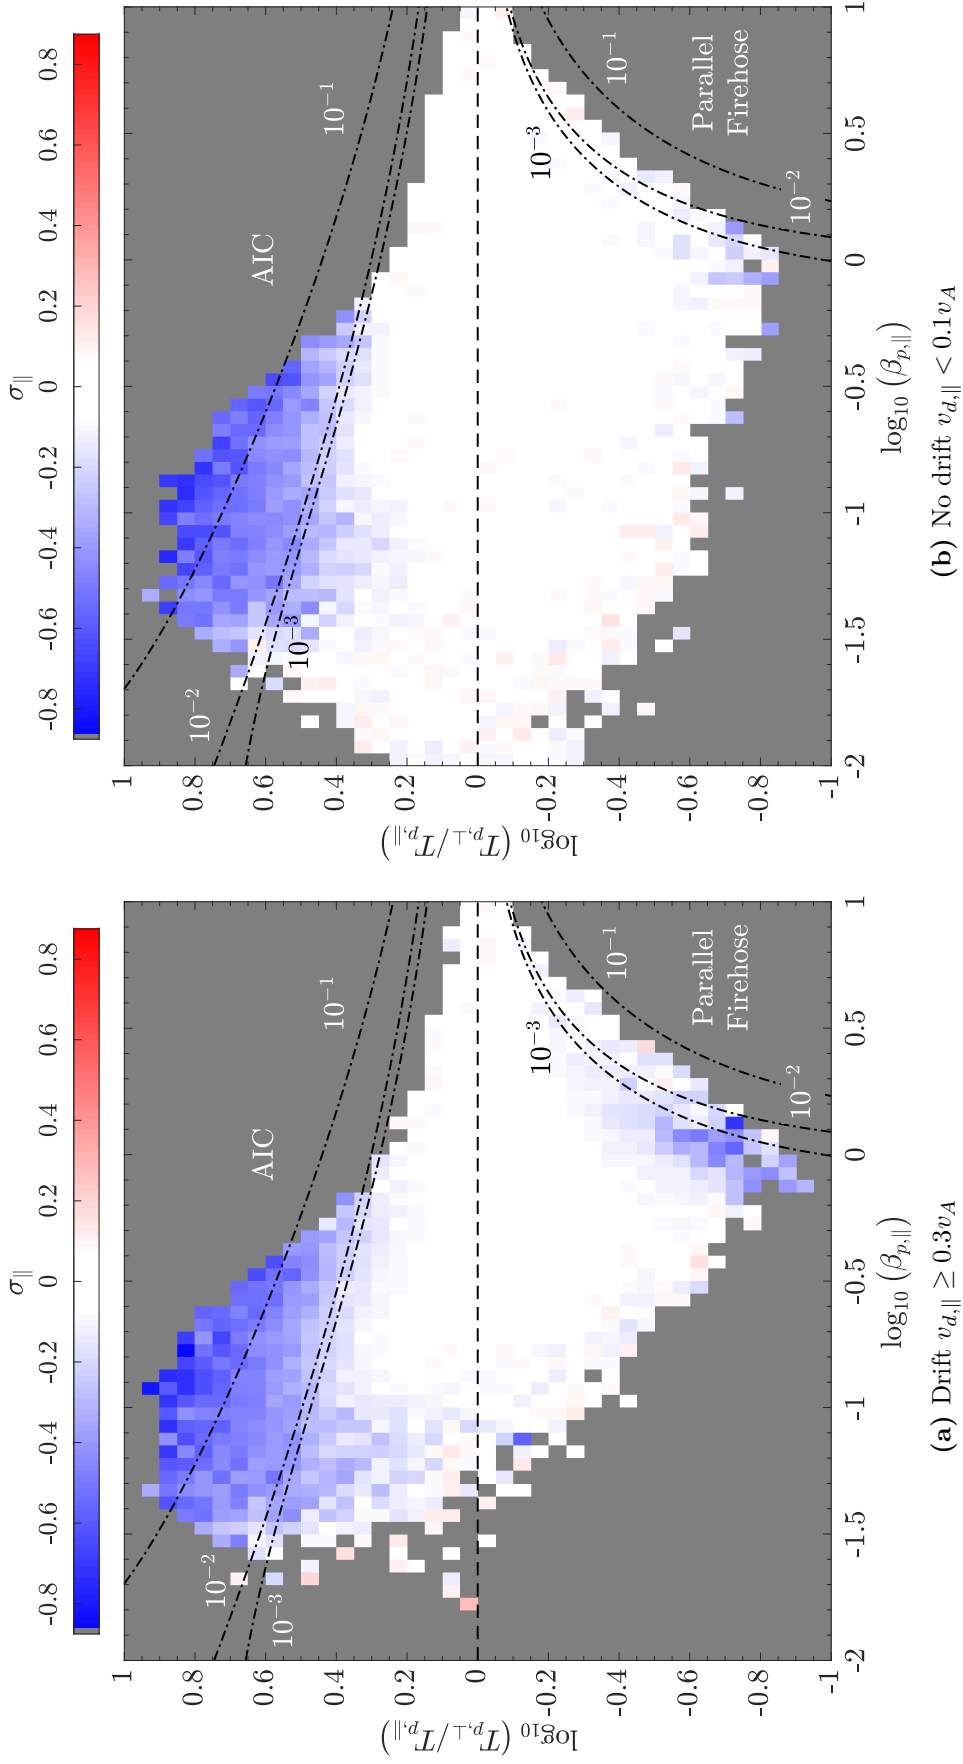 σ∥
-0.8 -0.6 -0.4 -0.2 0 0.2 0.4 0.6 0.8
1
0.8
0.6
0.4
0.2
0
-0.2
-0.4
-0.6
-0.8
-1
log₁₀ (T_{p,⊥}/T_{p,∥})
AIC
10⁻¹
10⁻²
10⁻³
10⁻³
10⁻¹
10⁻²
Parallel
Firehose
-2 -1.5 -1 -0.5 0 0.5 1
log₁₀ (β_{p,∥})
(a) Drift v_{d,∥} ≥ 0.3v_A
σ∥
-0.8 -0.6 -0.4 -0.2 0 0.2 0.4 0.6 0.8
1
0.8
0.6
0.4
0.2
0
-0.2
-0.4
-0.6
-0.8
-1
log₁₀ (T_{p,⊥}/T_{p,∥})
AIC
10⁻¹
10⁻²
10⁻³
10⁻³
10⁻¹
10⁻²
Parallel
Firehose
-2 -1.5 -1 -0.5 0 0.5 1
log₁₀ (β_{p,∥})
(b) No drift v_{d,∥} < 0.1v_A